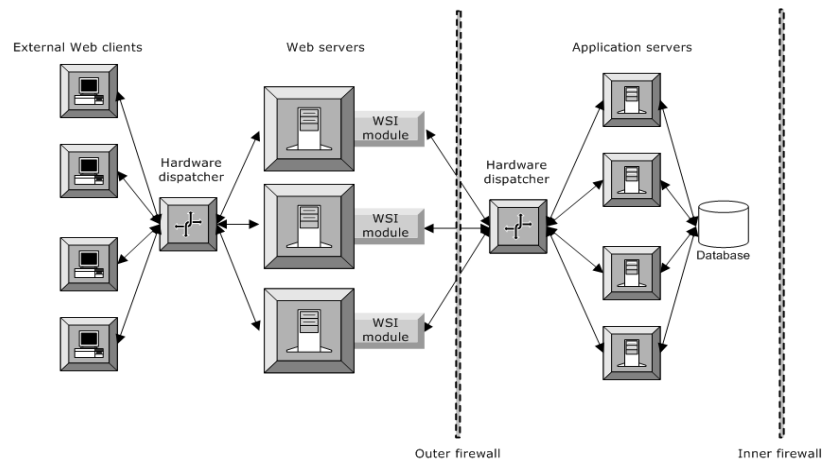 External Web clients
Web servers
Application servers
WSI
module
Hardware
dispatcher
Hardware
dispatcher
WSI
module
Database
WSI
module
Outer firewall
Inner firewall